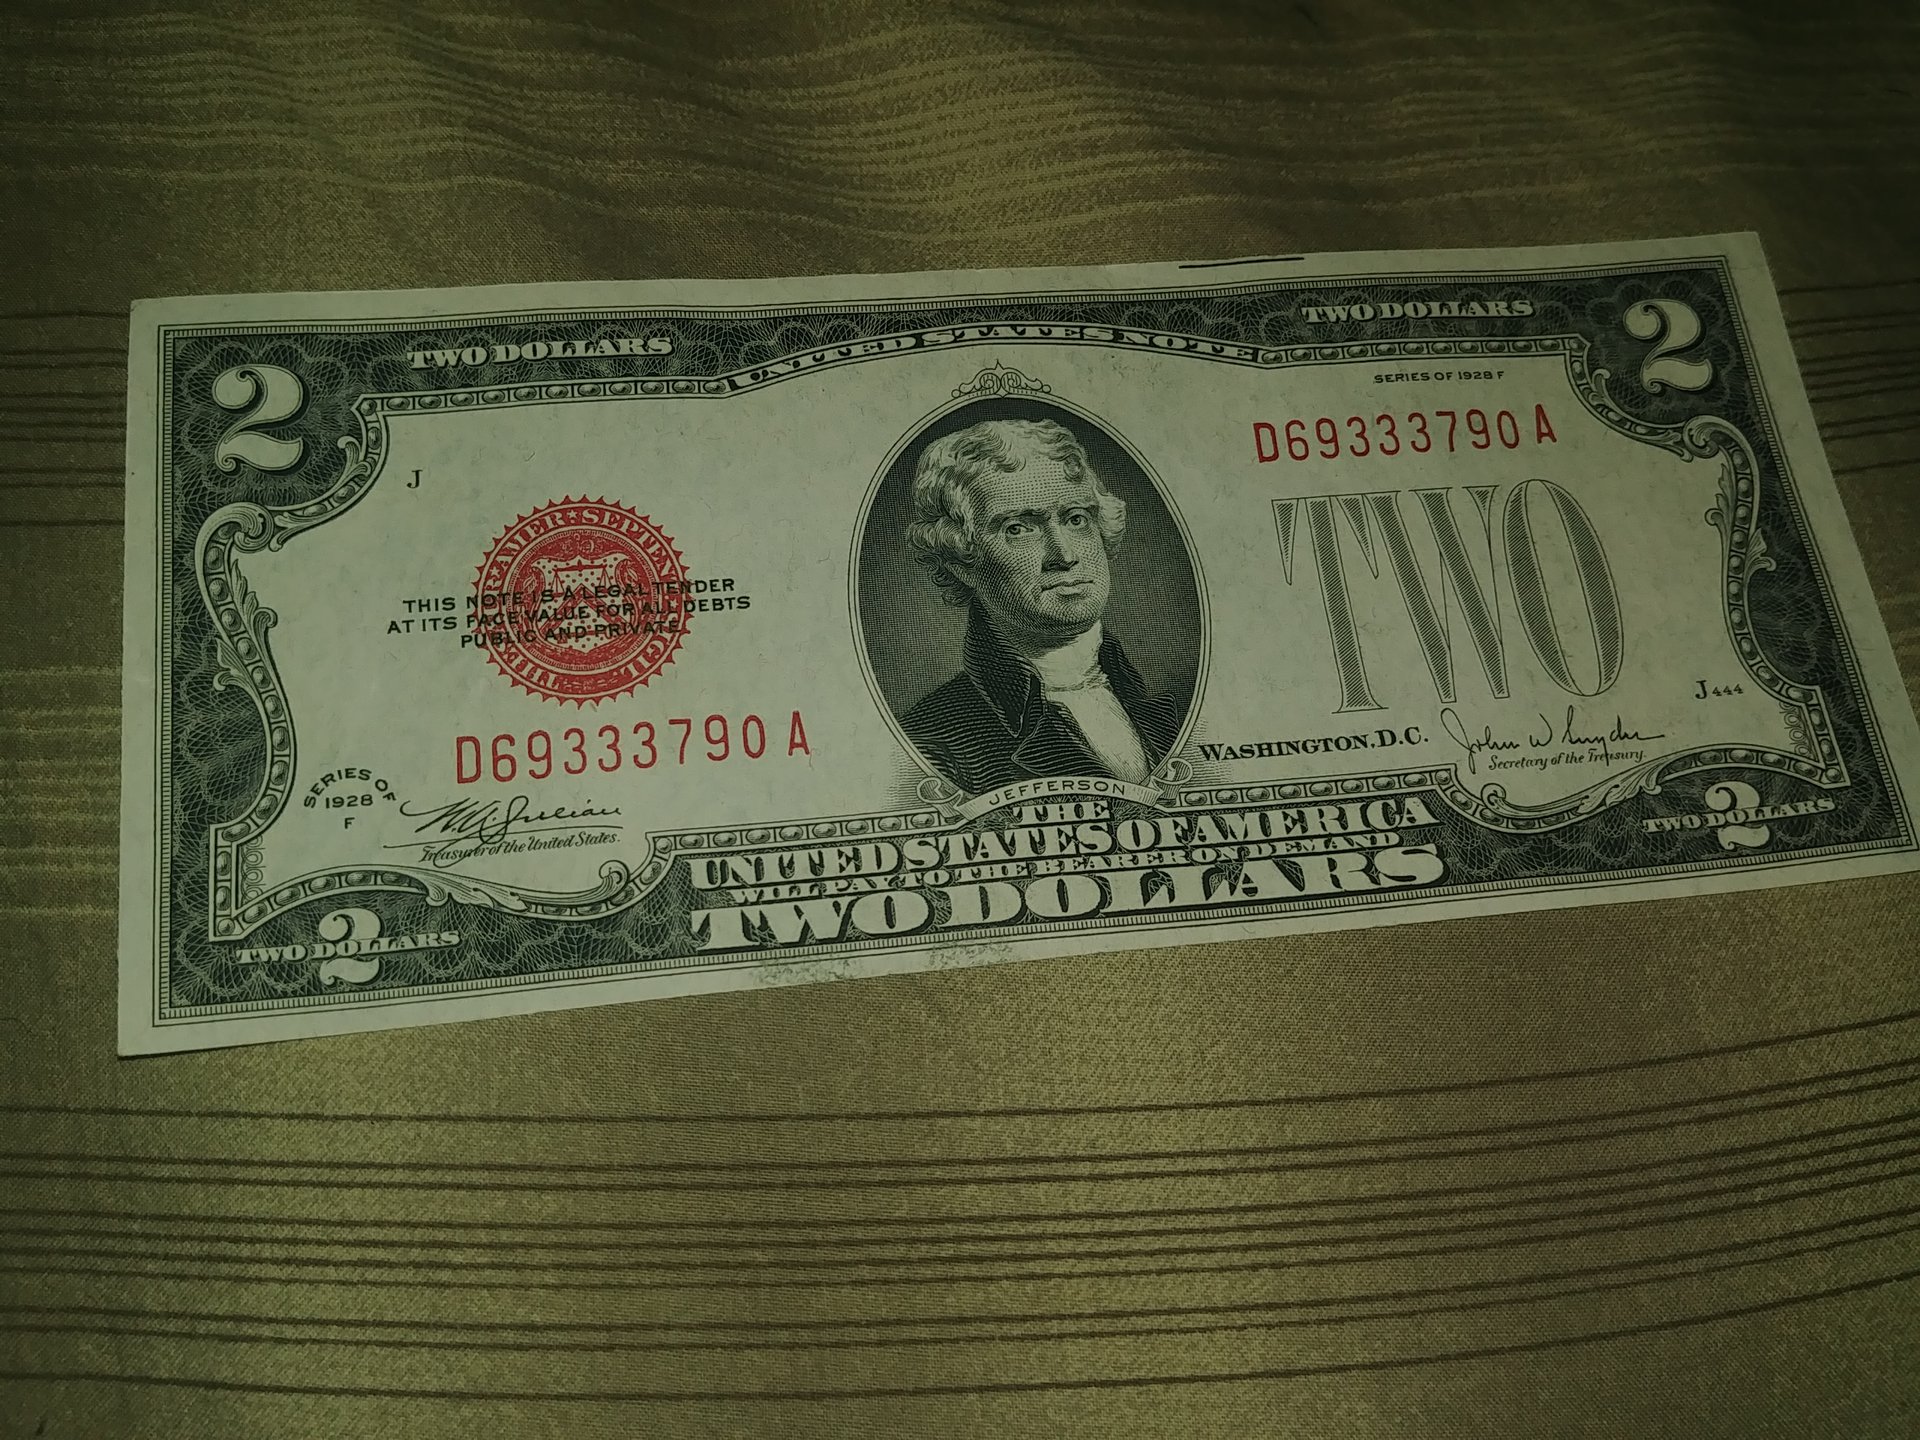 TWO DOLLARS
UNITED STATES NOTE
TWO DOLLARS
2
2
SERIES OF 1928 F
D69333790 A
J
THIS NOTE IS A LEGAL TENDER
AT ITS FACE VALUE FOR ALL DEBTS
PUBLIC AND PRIVATE
TWO
J 444
D69333790 A
WASHINGTON, D.C.
John W Snyder
Secretary of the Treasury.
SERIES OF
1928
F
Treasurer of the United States.
JEFFERSON
THE
UNITED STATES OF AMERICA
WILL PAY TO THE BEARER ON DEMAND
TWO DOLLARS
TWO DOLLARS
2
TWO DOLLARS
2